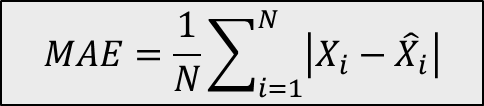 MAE = \frac{1}{N} \sum_{i=1}^{N} |X_i - \hat{X}_i|